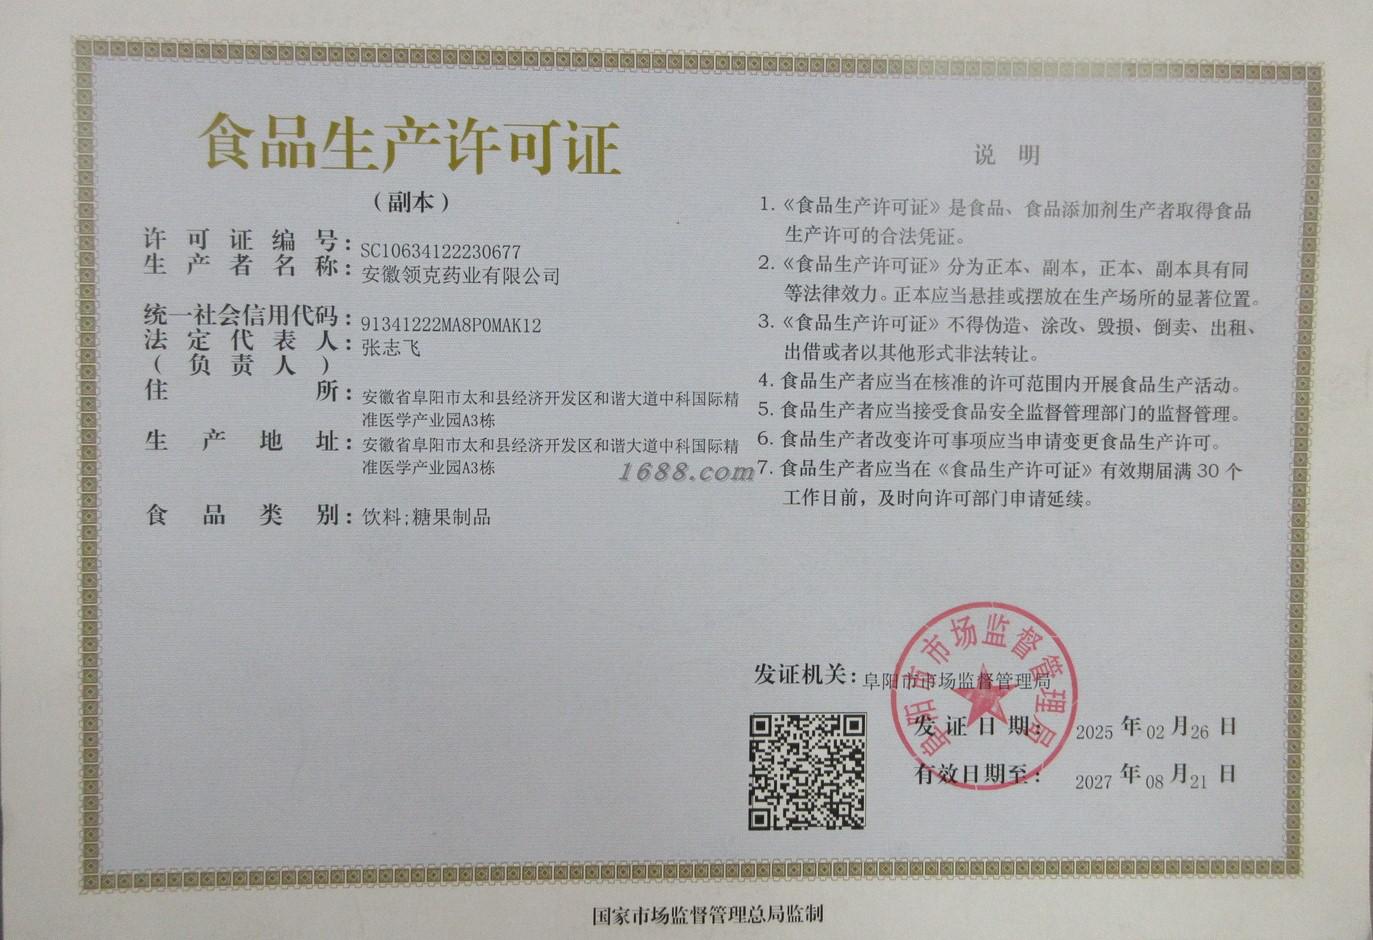 食品生产许可证
（副本）
许可证编号：SC10634122230677
生产者名称：安徽领克药业有限公司
统一社会信用代码：91341222MA8P0MAK12
法定代表人：张志飞
（负责人）
住所：安徽省阜阳市太和县经济开发区和谐大道中科国际精
准医学产业园A3栋
生产地址：安徽省阜阳市太和县经济开发区和谐大道中科国际精
准医学产业园A3栋
食品类别：饮料;糖果制品
1688.com
说明
1.《食品生产许可证》是食品、食品添加剂生产者取得食品
生产许可的合法凭证。
2.《食品生产许可证》分为正本、副本，正本、副本具有同
等法律效力。正本应当悬挂或摆放在生产场所的显著位置。
3.《食品生产许可证》不得伪造、涂改、毁损、倒卖、出租、
出借或者以其他形式非法转让。
4.食品生产者应当在核准的许可范围内开展食品生产活动。
5.食品生产者应当接受食品安全监督管理部门的监督管理。
6.食品生产者改变许可事项应当申请变更食品生产许可。
7.食品生产者应当在《食品生产许可证》有效期届满30个
工作日前，及时向许可部门申请延续。
发证机关：阜阳市市场监督管理局
阜阳市市场监督管理局
发证日期：2025年02月26日
有效日期至：2027年08月21日
国家市场监督管理总局监制